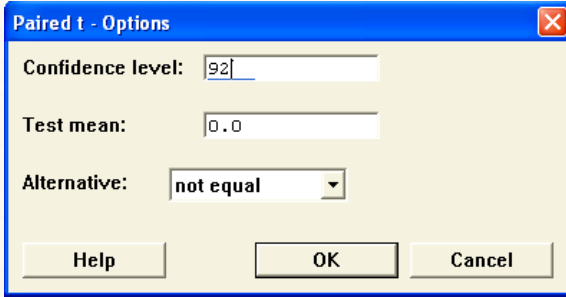 Paired t - Options
Confidence level: 92
Test mean: 0.0
Alternative: not equal
Help OK Cancel